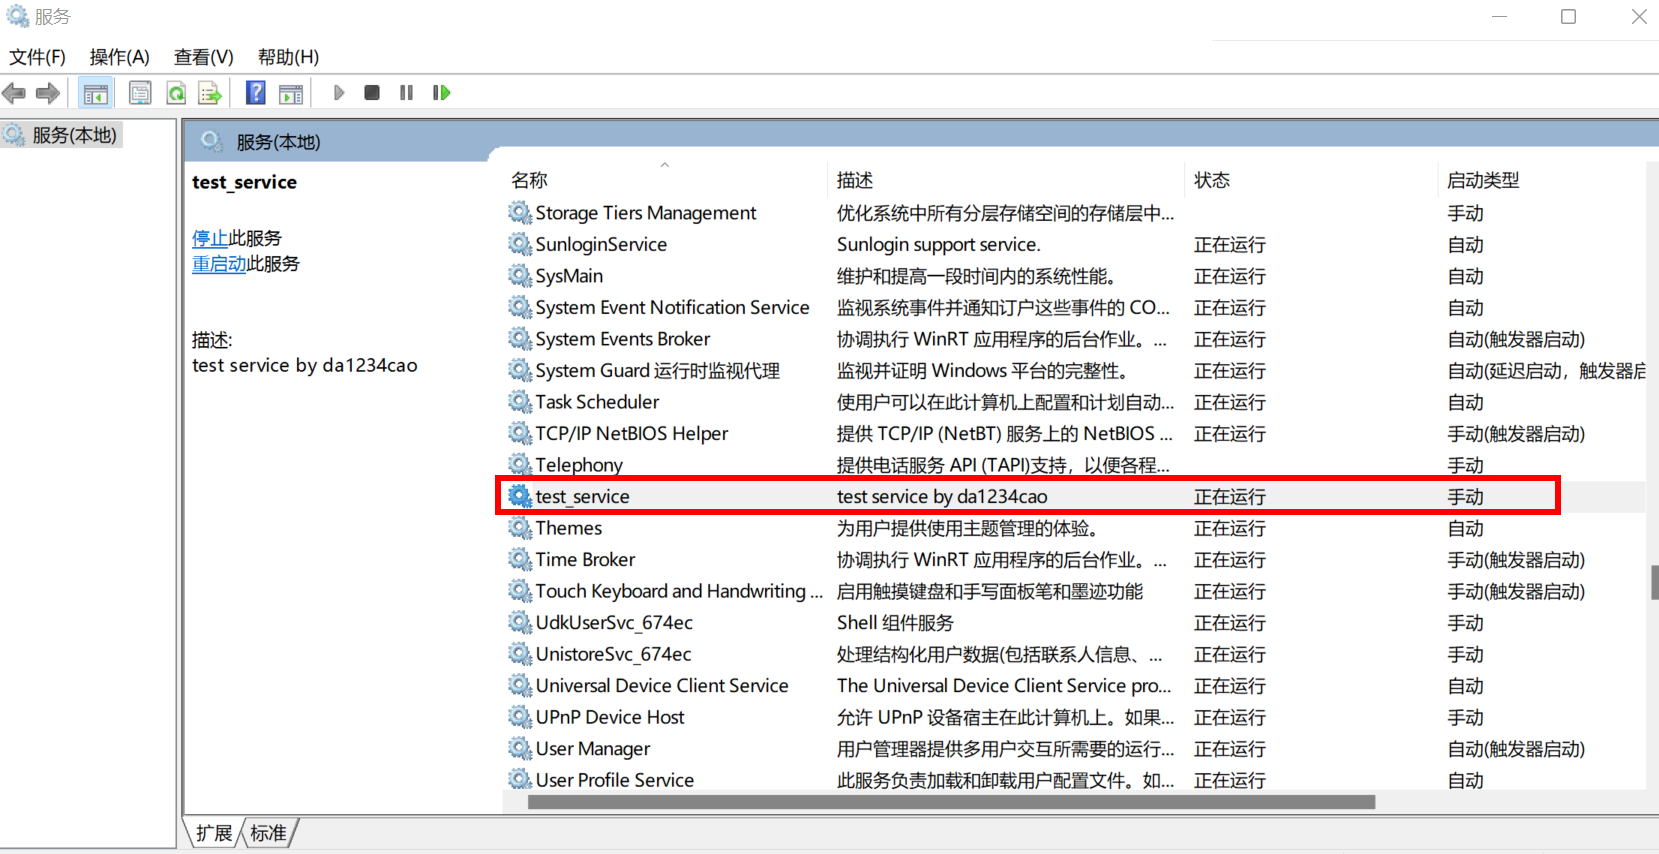 服务
文件(F) 操作(A) 查看(V) 帮助(H)
服务(本地)
服务(本地)
test_service
停止此服务
重启动此服务
描述:
test service by da1234cao
名称 描述 状态 启动类型
Storage Tiers Management 优化系统中所有分层存储空间的存储层中... 手动
SunloginService Sunlogin support service. 正在运行 自动
SysMain 维护和提高一段时间内的系统性能。 正在运行 自动
System Event Notification Service 监视系统事件并通知订户这些事件的 CO... 正在运行 自动
System Events Broker 协调执行 WinRT 应用程序的后台作业。... 正在运行 自动(触发器启动)
System Guard 运行时监视代理 监视并证明 Windows 平台的完整性。 正在运行 自动(延迟启动，触发器启
Task Scheduler 使用户可以在此计算机上配置和计划自动... 正在运行 自动
TCP/IP NetBIOS Helper 提供 TCP/IP (NetBT) 服务上的 NetBIOS ... 正在运行 手动(触发器启动)
Telephony 提供电话服务 API (TAPI)支持，以便各程... 手动
test_service test service by da1234cao 正在运行 手动
Themes 为用户提供使用主题管理的体验。 正在运行 自动
Time Broker 协调执行 WinRT 应用程序的后台作业。... 正在运行 手动(触发器启动)
Touch Keyboard and Handwriting ... 启用触摸键盘和手写面板笔和墨迹功能 正在运行 手动(触发器启动)
UdkUserSvc_674ec Shell 组件服务 正在运行 手动
UnistoreSvc_674ec 处理结构化用户数据(包括联系人信息、... 正在运行 手动
Universal Device Client Service The Universal Device Client Service pro... 正在运行 自动
UPnP Device Host 允许 UPnP 设备宿主在此计算机上。如果... 正在运行 手动
User Manager 用户管理器提供多用户交互所需要的运行... 正在运行 自动(触发器启动)
User Profile Service 此服务负责加载和卸载用户配置文件。如... 正在运行 自动
扩展 标准